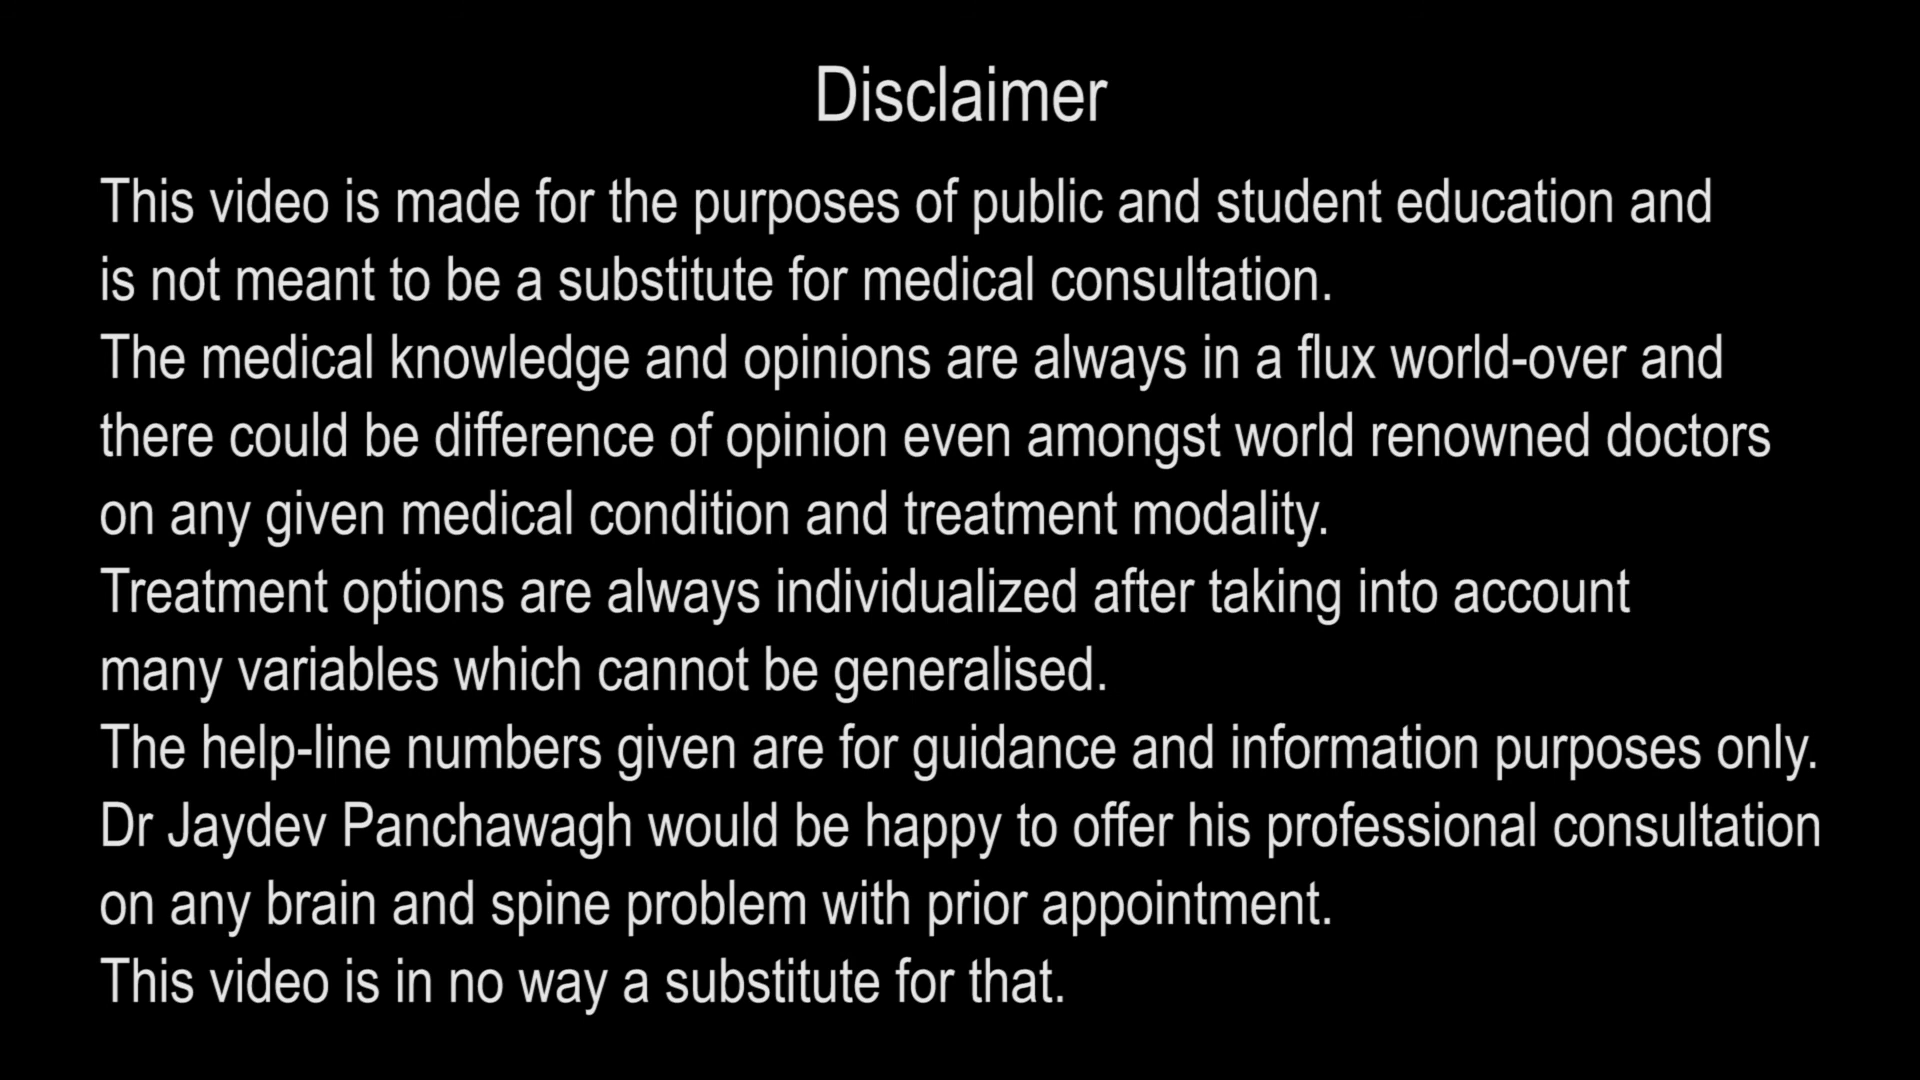 Disclaimer
This video is made for the purposes of public and student education and
is not meant to be a substitute for medical consultation.
The medical knowledge and opinions are always in a flux world-over and
there could be difference of opinion even amongst world renowned doctors
on any given medical condition and treatment modality.
Treatment options are always individualized after taking into account
many variables which cannot be generalised.
The help-line numbers given are for guidance and information purposes only.
Dr Jaydev Panchawagh would be happy to offer his professional consultation
on any brain and spine problem with prior appointment.
This video is in no way a substitute for that.